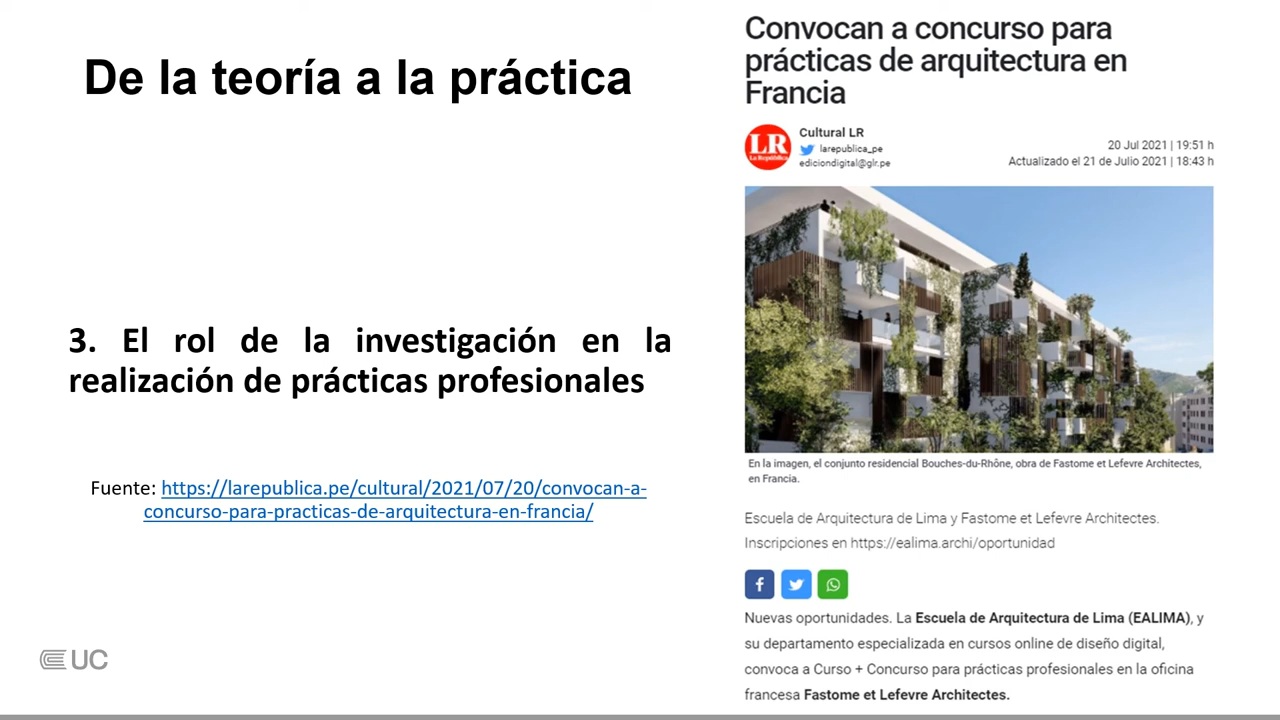 De la teoría a la práctica
3. El rol de la investigación en la
realización de prácticas profesionales
Fuente: https://larepublica.pe/cultural/2021/07/20/convocan-a-
concurso-para-practicas-de-arquitectura-en-francia/
UC
Convocan a concurso para
prácticas de arquitectura en
Francia
LR
La República
Cultural LR
larepublica_pe
ediciondigital@glr.pe
20 Jul 2021 | 19:51 h
Actualizado el 21 de Julio 2021 | 18:43 h
En la imagen, el conjunto residencial Bouches-du-Rhône, obra de Fastome et Lefevre Architectes,
en Francia.
Escuela de Arquitectura de Lima y Fastome et Lefevre Architectes.
Inscripciones en https://ealima.archi/oportunidad
Nuevas oportunidades. La Escuela de Arquitectura de Lima (EALIMA), y
su departamento especializada en cursos online de diseño digital,
convoca a Curso + Concurso para prácticas profesionales en la oficina
francesa Fastome et Lefevre Architectes.